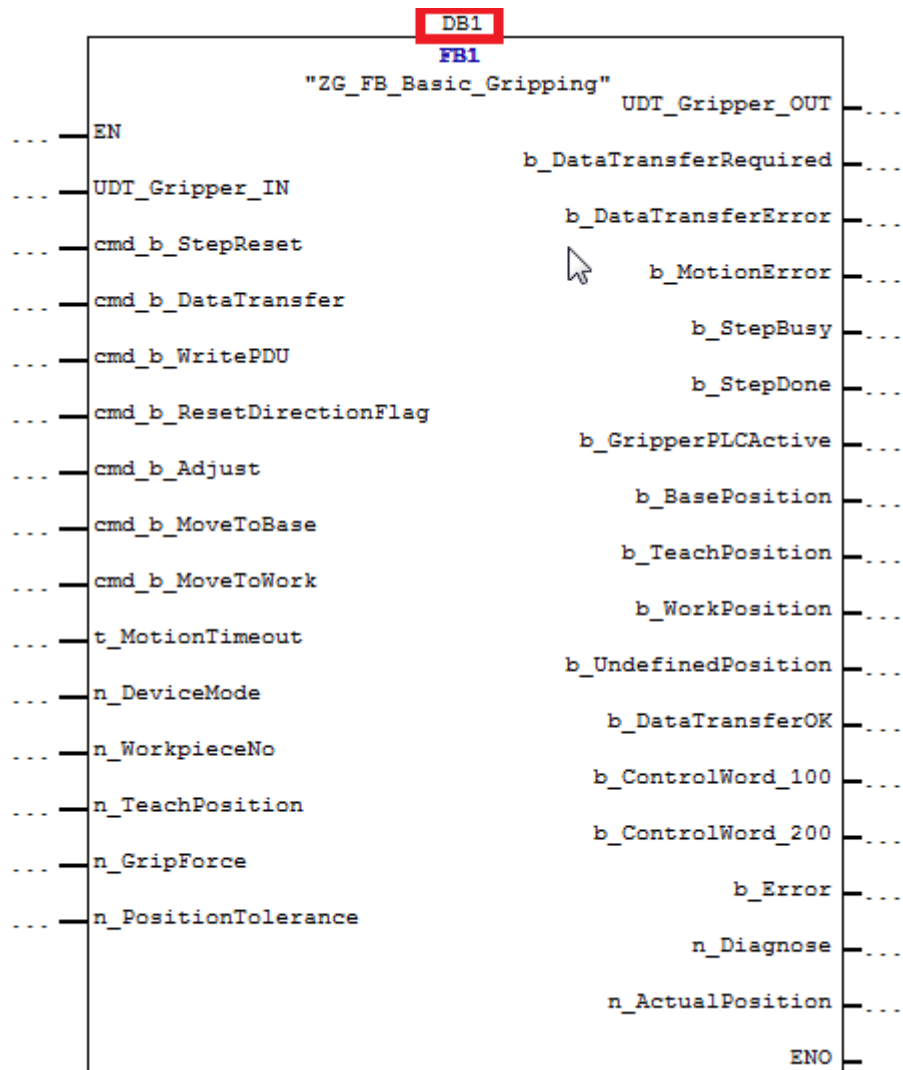 DB1
FB1
"ZG_FB_Basic_Gripping"
UDT_Gripper_OUT ...
... EN
b_DataTransferRequired ...
... UDT_Gripper_IN
b_DataTransferError ...
... cmd_b_StepReset
b_MotionError ...
... cmd_b_DataTransfer
b_StepBusy ...
... cmd_b_WritePDU
b_StepDone ...
... cmd_b_ResetDirectionFlag
b_GripperPLCActive ...
... cmd_b_Adjust
b_BasePosition ...
... cmd_b_MoveToBase
b_TeachPosition ...
... cmd_b_MoveToWork
b_WorkPosition ...
... t_MotionTimeout
b_UndefinedPosition ...
... n_DeviceMode
b_DataTransferOK ...
... n_WorkpieceNo
b_ControlWord_100 ...
... n_TeachPosition
b_ControlWord_200 ...
... n_GripForce
b_Error ...
... n_PositionTolerance
n_Diagnose ...
n_ActualPosition ...
ENO